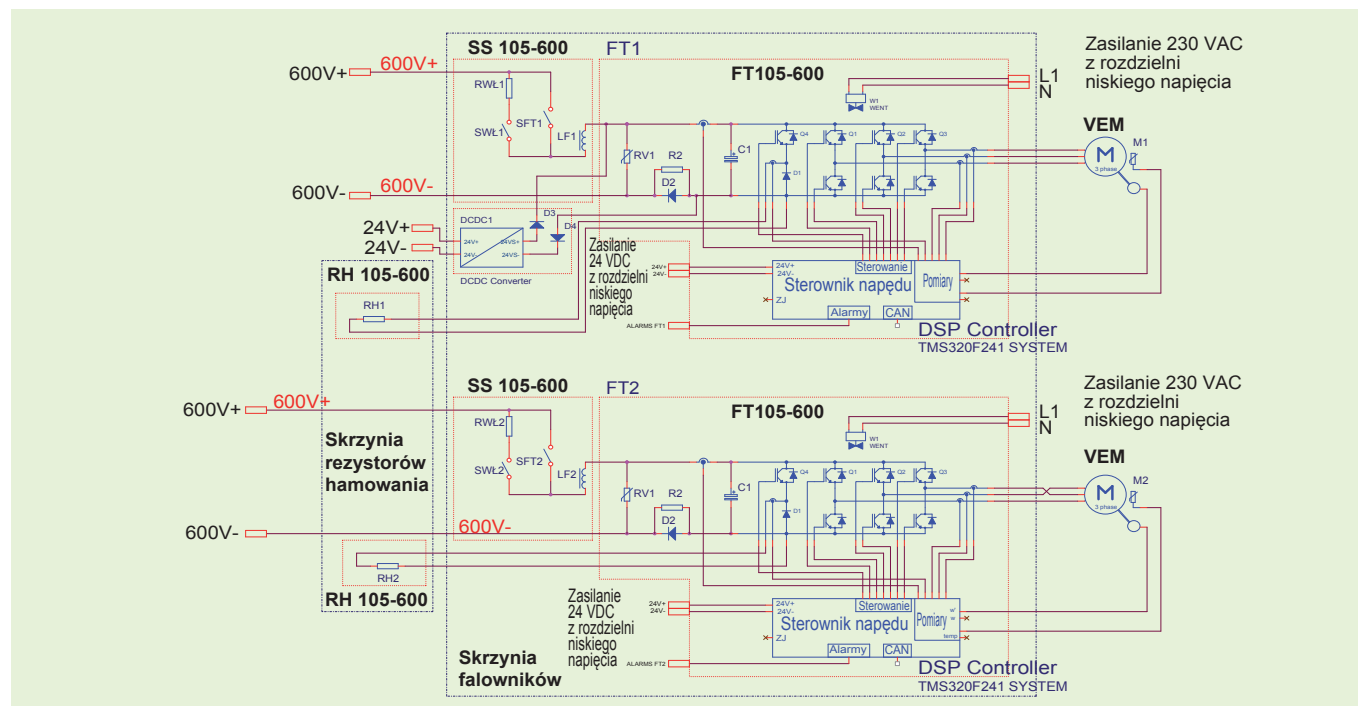 SS 105-600
FT1
Zasilanie 230 VAC
z rozdzielni
niskiego napięcia
600V+
600V+
RWŁ1
FT105-600
L1
N
W1
WENT
SWŁ1
SFT1
LF1
VEM
Q4
Q1
Q2
Q3
M1
M
3 phase
RV1
R2
C1
D2
D1
600V-
600V-
24V+
24V-
DCDC1
D3
D4
24V+
24VS+
24V-
24VS-
DCDC Converter
Zasilanie
24 VDC
z rozdzielni
niskiego
napięcia
24V+
24V-
24V+
24V-
Sterowanie
Sterownik napędu
Pomiary
ZJ
Alarmy
CAN
ALARMS FT1
DSP Controller
TMS320F241 SYSTEM
RH 105-600
RH1
SS 105-600
FT2
Zasilanie 230 VAC
z rozdzielni
niskiego napięcia
600V+
600V+
RWŁ2
FT105-600
L1
N
W1
WENT
Skrzynia
rezystorów
hamowania
SWŁ2
SFT2
LF2
VEM
Q4
Q1
Q2
Q3
M2
M
3 phase
RV1
R2
C1
D2
D1
600V-
600V-
RH2
RH 105-600
Zasilanie
24 VDC
z rozdzielni
niskiego
napięcia
24V+
24V-
24V+
24V-
Sterowanie
Sterownik napędu
Pomiary
w'
w
temp
ZJ
Alarmy
CAN
ALARMS FT2
DSP Controller
TMS320F241 SYSTEM
Skrzynia
falowników